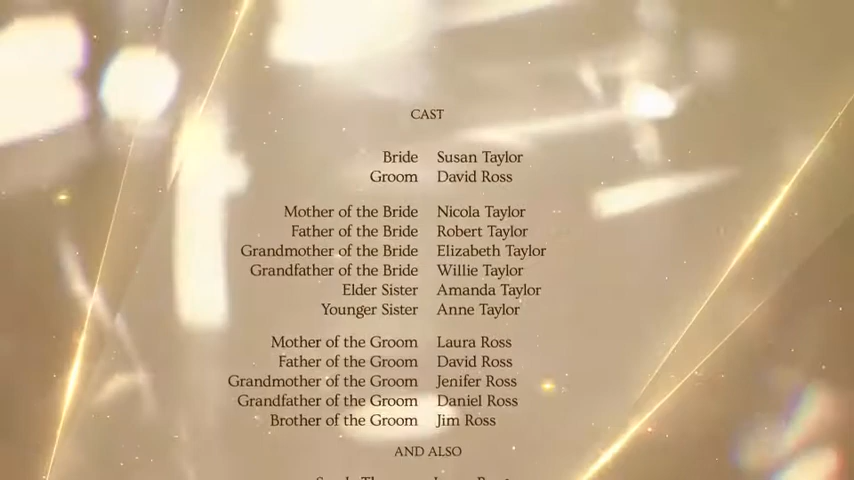 CAST
Bride Susan Taylor
Groom David Ross
Mother of the Bride Nicola Taylor
Father of the Bride Robert Taylor
Grandmother of the Bride Elizabeth Taylor
Grandfather of the Bride Willie Taylor
Elder Sister Amanda Taylor
Younger Sister Anne Taylor
Mother of the Groom Laura Ross
Father of the Groom David Ross
Grandmother of the Groom Jenifer Ross
Grandfather of the Groom Daniel Ross
Brother of the Groom Jim Ross
AND ALSO